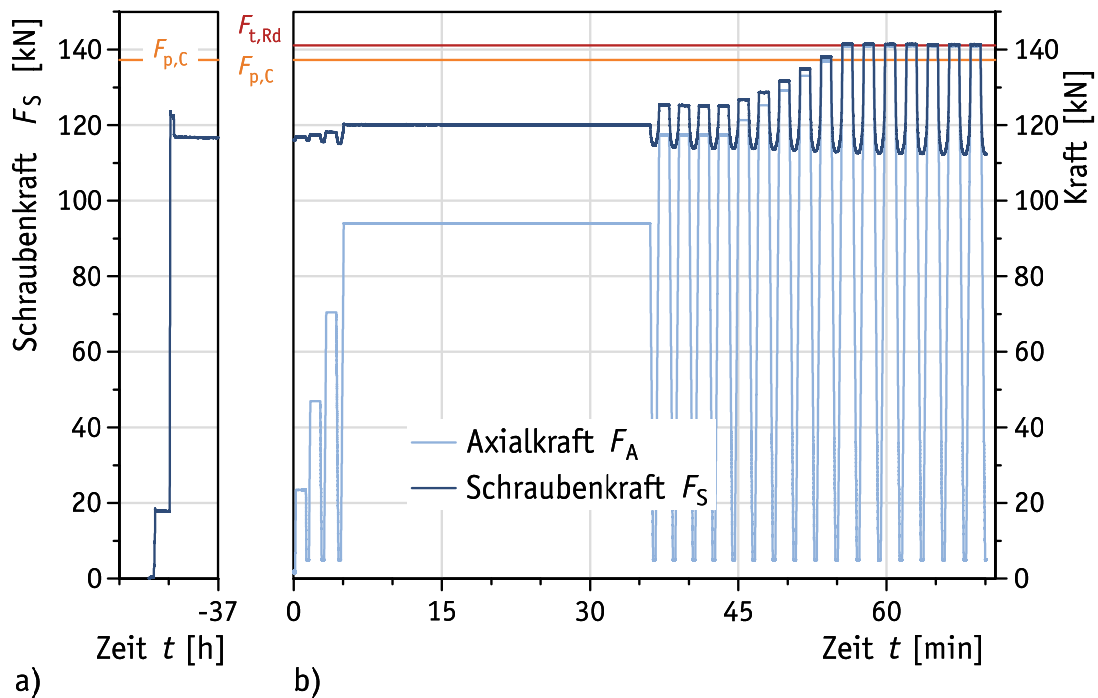 Schraubenkraft F_S [kN]
140
120
100
80
60
40
20
0
F_p,C
-37
Zeit t [h]
a)
F_t,Rd
F_p,C
Axialkraft F_A
Schraubenkraft F_S
0
15
30
45
60
Zeit t [min]
b)
140
120
100
80
60
40
20
0
Kraft [kN]